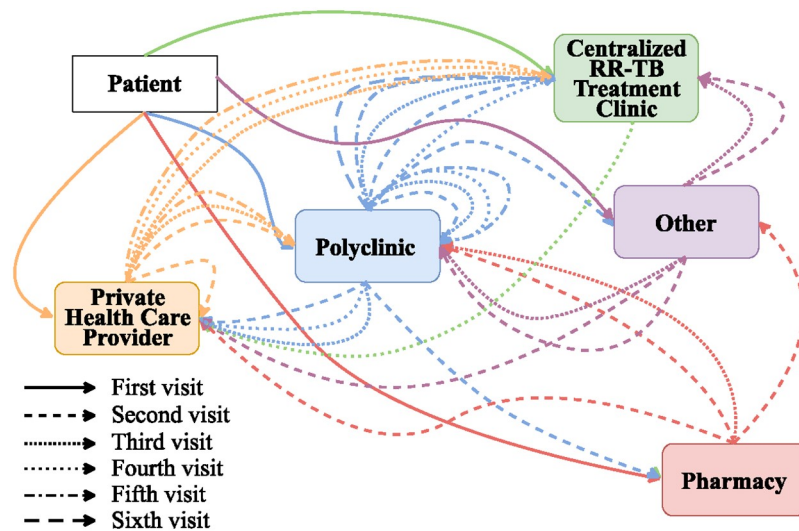 Patient
Centralized
RR-TB
Treatment
Clinic
Other
Polyclinic
Private
Health Care
Provider
Pharmacy
First visit
Second visit
Third visit
Fourth visit
Fifth visit
Sixth visit